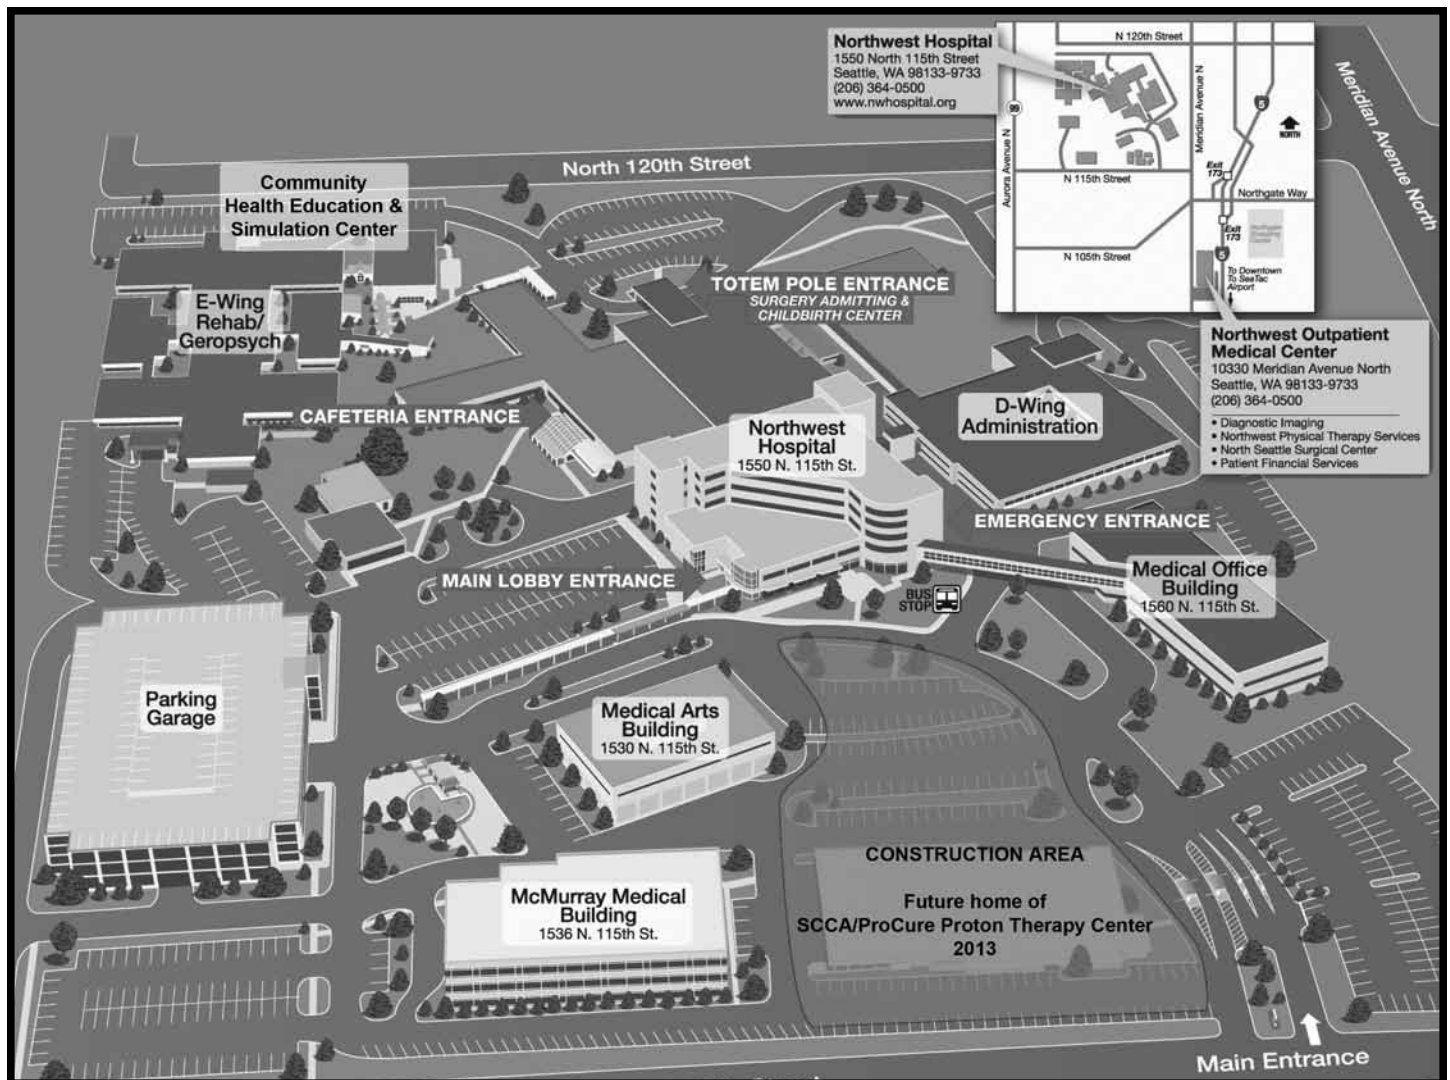 Northwest Hospital
1550 North 115th Street
Seattle, WA 98133-9733
(206) 364-0500
www.nwhospital.org
N 120th Street
Meridian Avenue N
Aurora Avenue N
99
5
NORTH
Exit
173
N 115th Street
Northgate Way
Exit
173
N 105th Street
5
To Downtown
To SeaTac
Airport
Meridian Avenue North
North 120th Street
Community
Health Education &
Simulation Center
E-Wing
Rehab/
Geropsych
TOTEM POLE ENTRANCE
SURGERY ADMITTING &
CHILDBIRTH CENTER
Northwest Outpatient
Medical Center
10330 Meridian Avenue North
Seattle, WA 98133-9733
(206) 364-0500
• Diagnostic Imaging
• Northwest Physical Therapy Services
• North Seattle Surgical Center
• Patient Financial Services
D-Wing
Administration
CAFETERIA ENTRANCE
Northwest
Hospital
1550 N. 115th St.
EMERGENCY ENTRANCE
MAIN LOBBY ENTRANCE
Medical Office
Building
1560 N. 115th St.
BUS
STOP
Parking
Garage
Medical Arts
Building
1530 N. 115th St.
McMurray Medical
Building
1536 N. 115th St.
CONSTRUCTION AREA
Future home of
SCCA/ProCure Proton Therapy Center
2013
Main Entrance